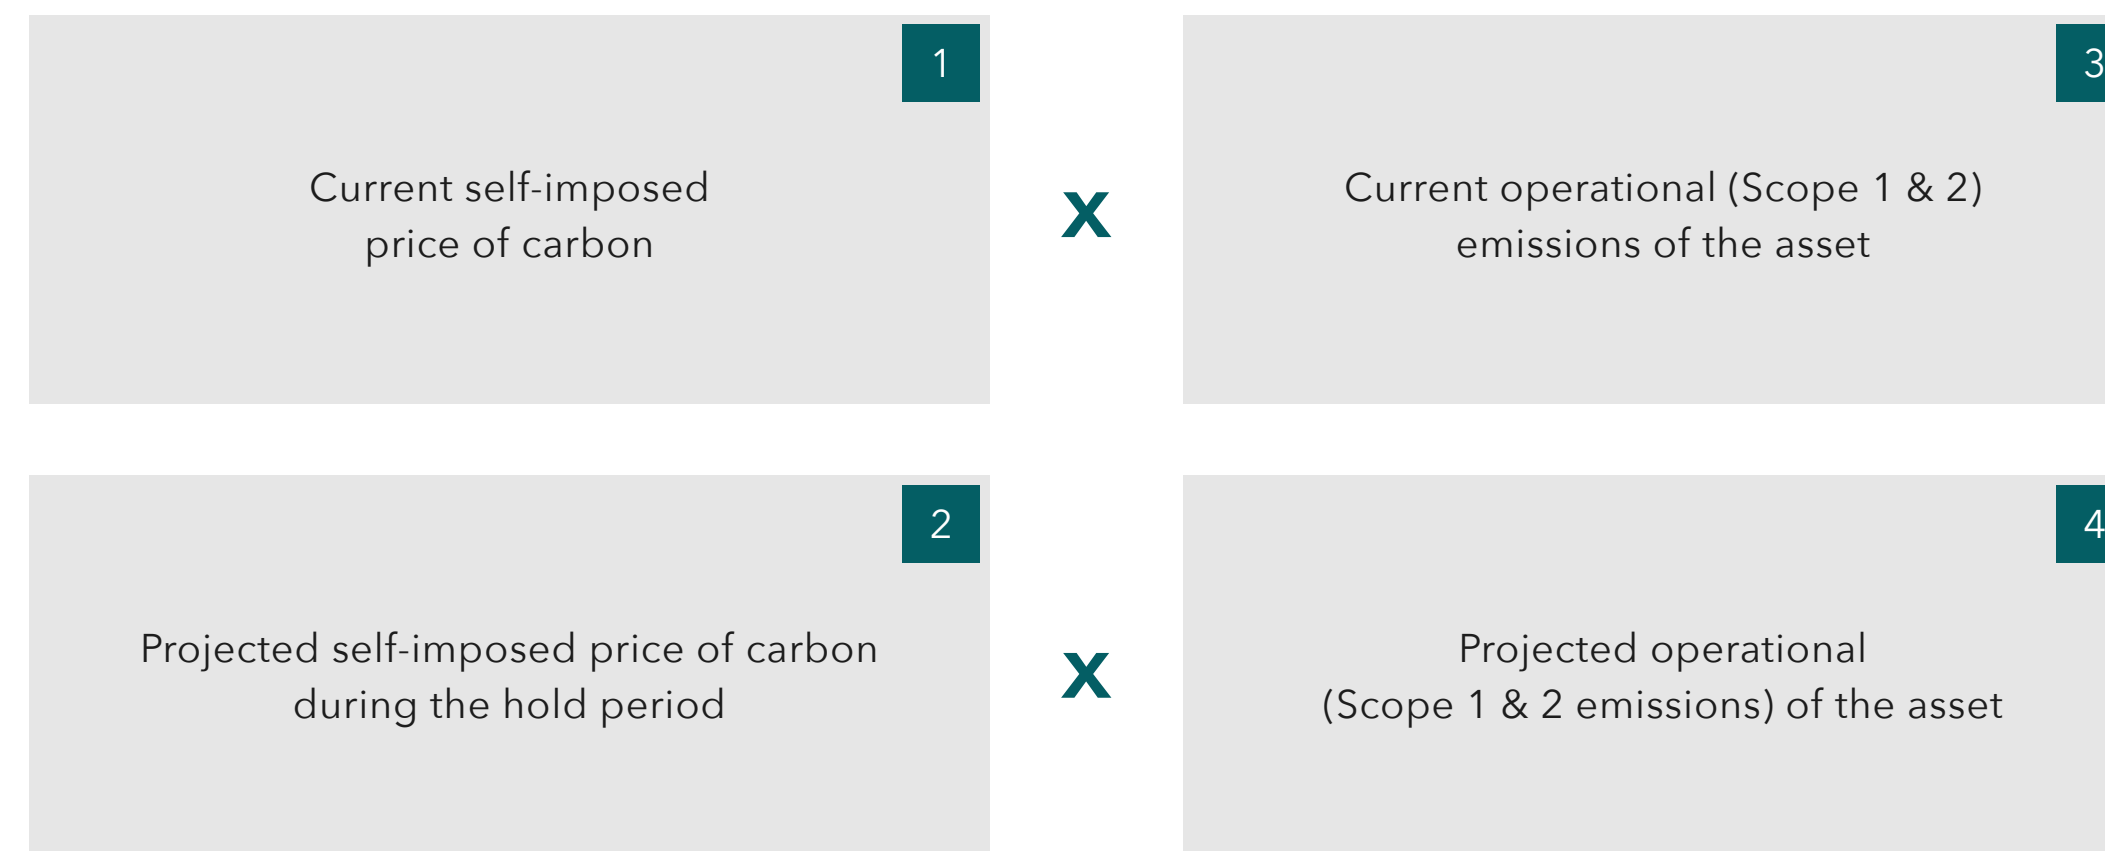 1
Current self-imposed
price of carbon
x
3
Current operational (Scope 1 & 2)
emissions of the asset
2
Projected self-imposed price of carbon
during the hold period
x
4
Projected operational
(Scope 1 & 2 emissions) of the asset